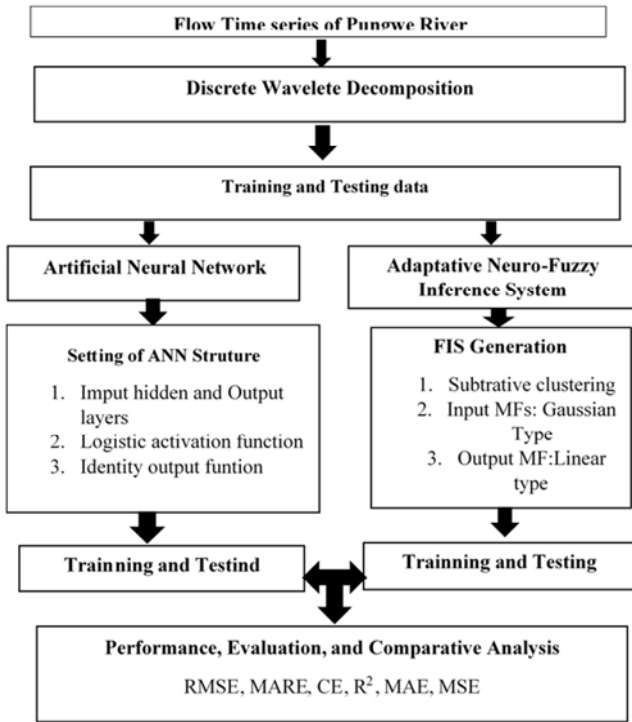 Flow Time series of Pungwe River
Discrete Wavelete Decomposition
Training and Testing data
Artificial Neural Network
Adaptative Neuro-Fuzzy
Inference System
Setting of ANN Struture
1. Imput hidden and Output
layers
2. Logistic activation function
3. Identity output funtion
FIS Generation
1. Subtrative clustering
2. Input MFs: Gaussian
Type
3. Output MF:Linear
type
Trainning and Testind
Trainning and Testing
Performance, Evaluation, and Comparative Analysis
RMSE, MARE, CE, R², MAE, MSE